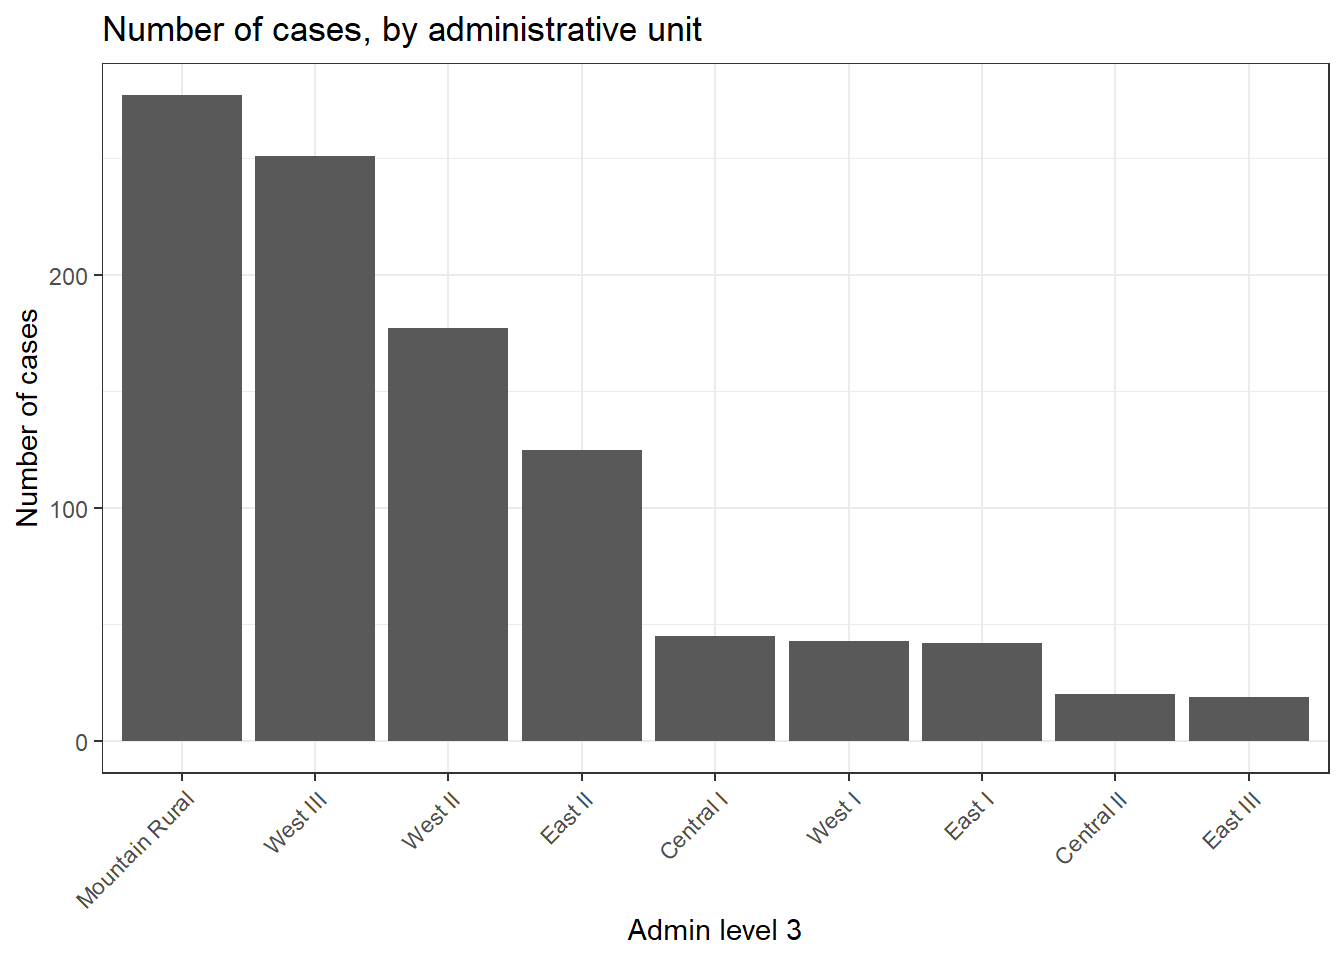 Number of cases, by administrative unit
Number of cases
200
100
0
Mountain Rural
West III
West II
East II
Central I
West I
East I
Central II
East III
Admin level 3